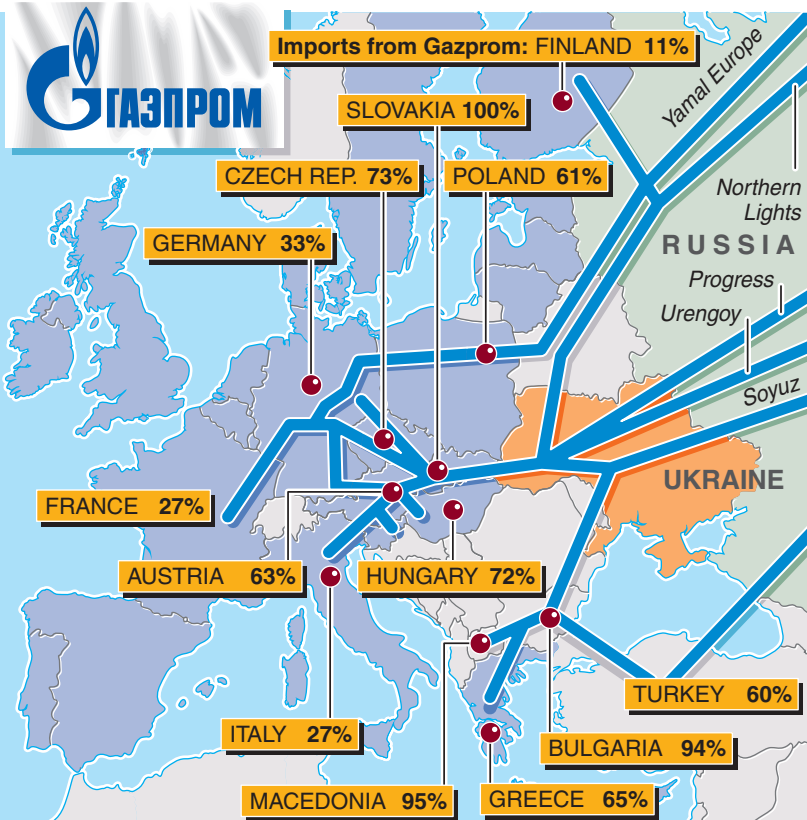 ГАЗПРОМ
Imports from Gazprom: FINLAND 11%
SLOVAKIA 100%
CZECH REP. 73%
POLAND 61%
GERMANY 33%
Yamal Europe
Northern
Lights
RUSSIA
Progress
Urengoy
Soyuz
UKRAINE
FRANCE 27%
AUSTRIA 63%
HUNGARY 72%
TURKEY 60%
ITALY 27%
BULGARIA 94%
MACEDONIA 95%
GREECE 65%